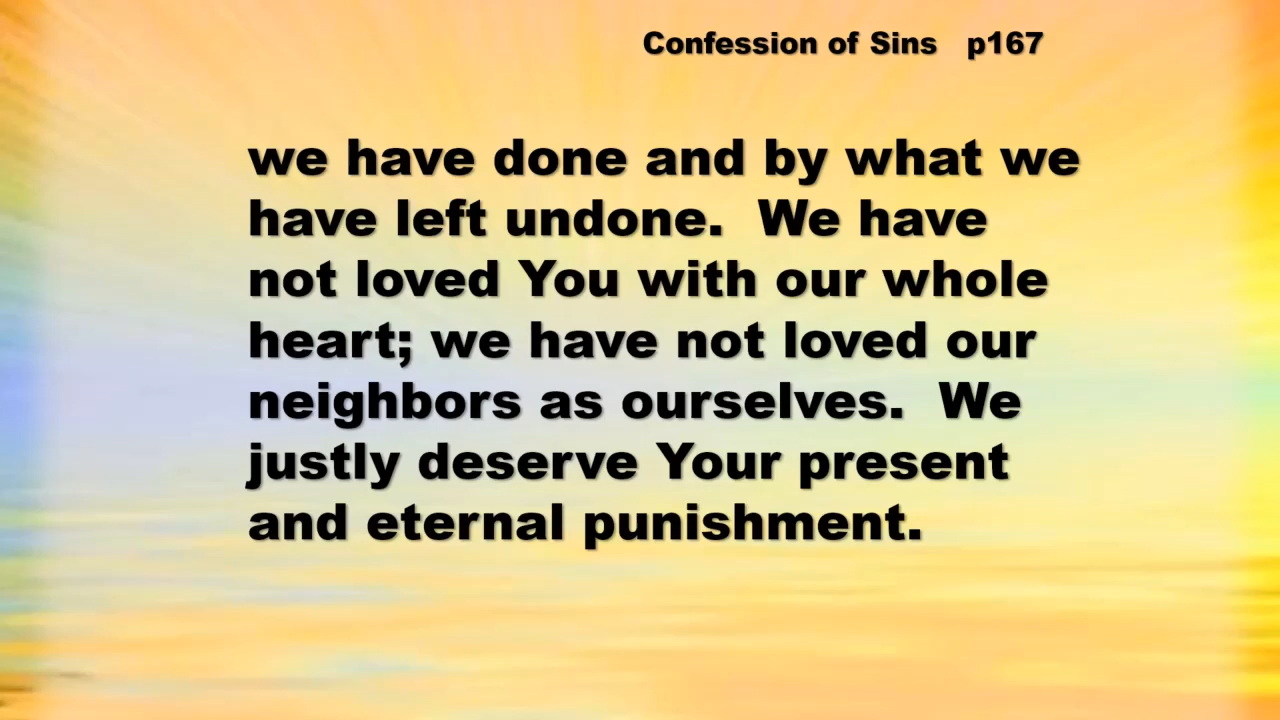 Confession of Sins   p167
we have done and by what we
have left undone.  We have
not loved You with our whole
heart; we have not loved our
neighbors as ourselves.  We
justly deserve Your present
and eternal punishment.